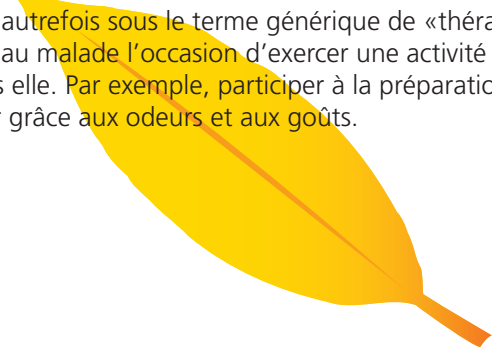 autrefois sous le terme générique de «théra
au malade l’occasion d’exercer une activité
s elle. Par exemple, participer à la préparatio
r grâce aux odeurs et aux goûts.